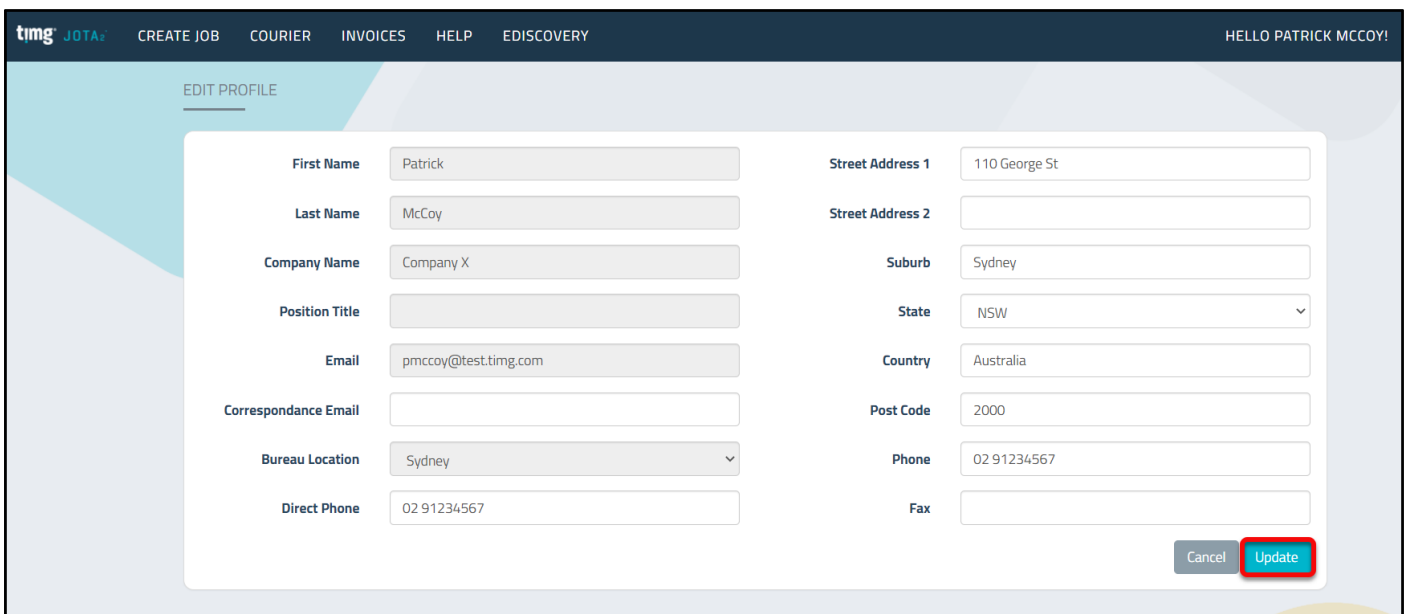 timg JOTA2 CREATE JOB COURIER INVOICES HELP EDISCOVERY HELLO PATRICK MCCOY!
EDIT PROFILE
First Name Patrick Street Address 1 110 George St
Last Name McCoy Street Address 2
Company Name Company X Suburb Sydney
Position Title State NSW
Email pmccoy@test.timg.com Country Australia
Correspondance Email Post Code 2000
Bureau Location Sydney Phone 02 91234567
Direct Phone 02 91234567 Fax
Cancel Update